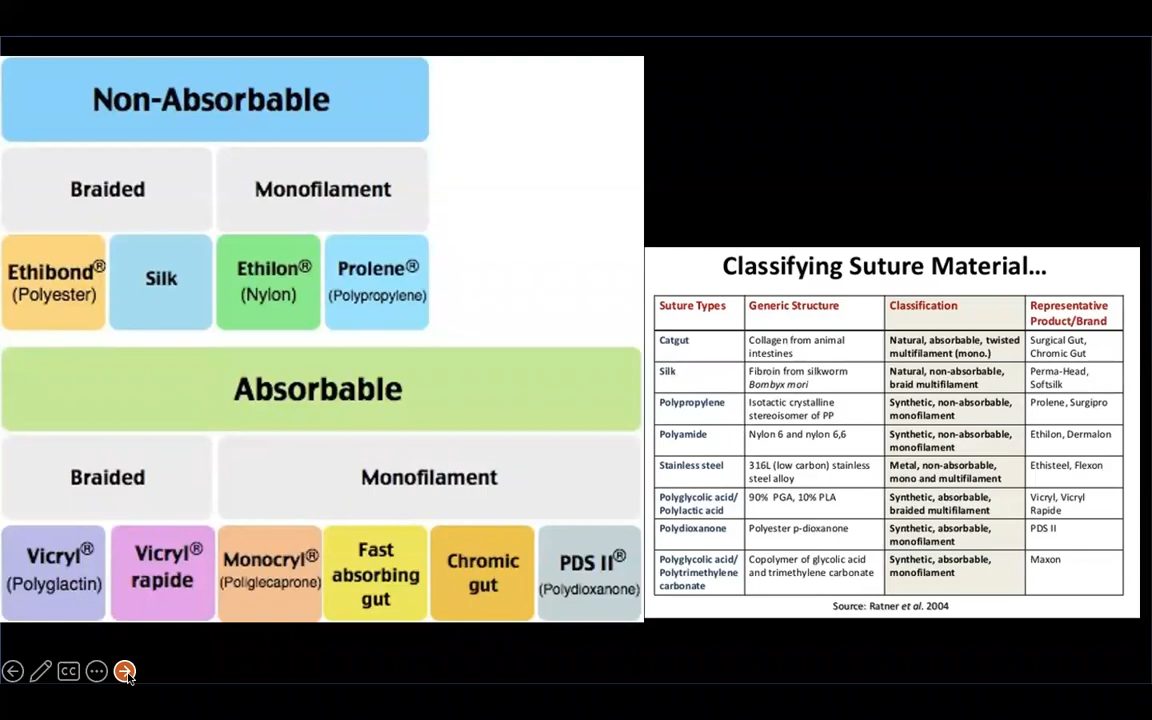 Non-Absorbable
Braided
Monofilament
Ethibond®
(Polyester)
Silk
Ethilon®
(Nylon)
Prolene®
(Polypropylene)
Absorbable
Braided
Monofilament
Vicryl®
(Polyglactin)
Vicryl®
rapide
Monocryl®
(Poliglecaprone)
Fast
absorbing
gut
Chromic
gut
PDS II®
(Polydioxanone)
Classifying Suture Material...
Suture Types
Generic Structure
Classification
Representative
Product/Brand
Catgut
Collagen from animal
intestines
Natural, absorbable, twisted
multifilament (mono.)
Surgical Gut,
Chromic Gut
Silk
Fibroin from silkworm
Bombyx mori
Natural, non-absorbable,
braid multifilament
Perma-Head,
Softsilk
Polypropylene
Isotactic crystalline
stereoisomer of PP
Synthetic, non-absorbable,
monofilament
Prolene, Surgipro
Polyamide
Nylon 6 and nylon 6,6
Synthetic, non-absorbable,
monofilament
Ethilon, Dermalon
Stainless steel
316L (low carbon) stainless
steel alloy
Metal, non-absorbable,
mono and multifilament
Ethisteel, Flexon
Polyglycolic acid/
Polylactic acid
90% PGA, 10% PLA
Synthetic, absorbable,
braided multifilament
Vicryl, Vicryl
Rapide
Polydioxanone
Polyester p-dioxanone
Synthetic, absorbable,
monofilament
PDS II
Polyglycolic acid/
Polytrimethylene
carbonate
Copolymer of glycolic acid
and trimethylene carbonate
Synthetic, absorbable,
monofilament
Maxon
Source: Ratner et al. 2004
CC